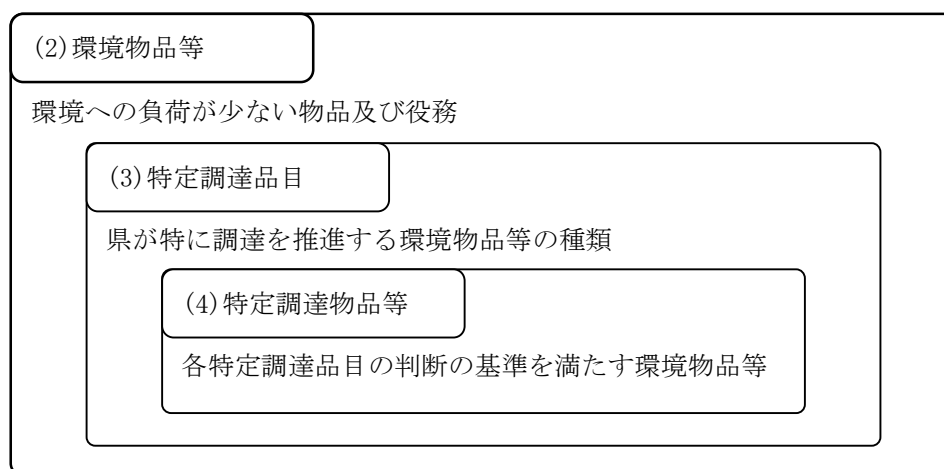 (2)環境物品等
環境への負荷が少ない物品及び役務
(3)特定調達品目
県が特に調達を推進する環境物品等の種類
(4)特定調達物品等
各特定調達品目の判断の基準を満たす環境物品等